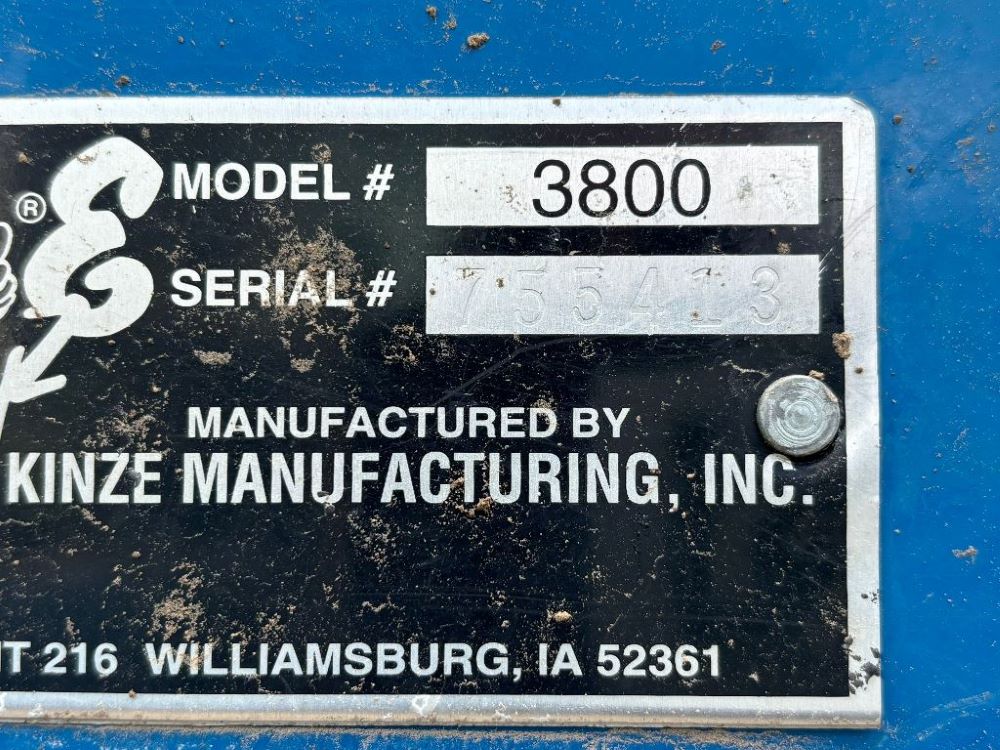 ® E
MODEL # 3800
SERIAL # 755413
MANUFACTURED BY
KINZE MANUFACTURING, INC.
216 WILLIAMSBURG, IA 52361